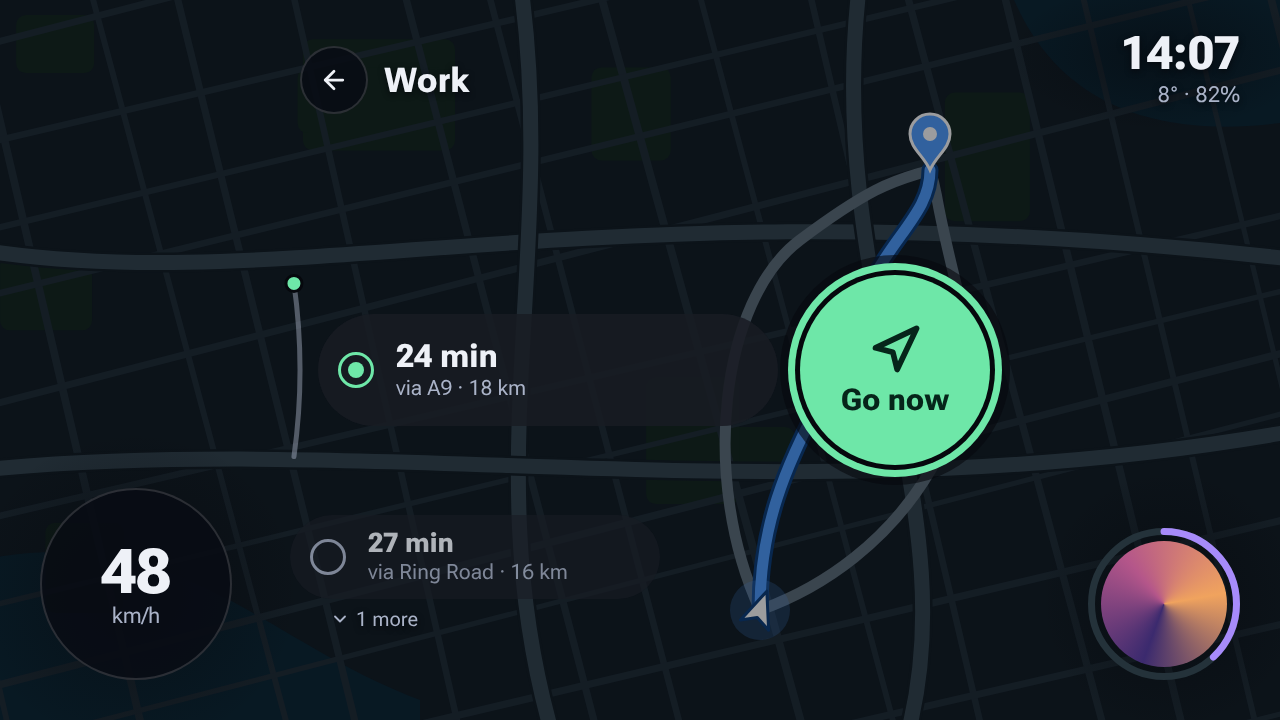 Work
14:07
8° · 82%
24 min
via A9 · 18 km
Go now
27 min
via Ring Road · 16 km
1 more
48
km/h